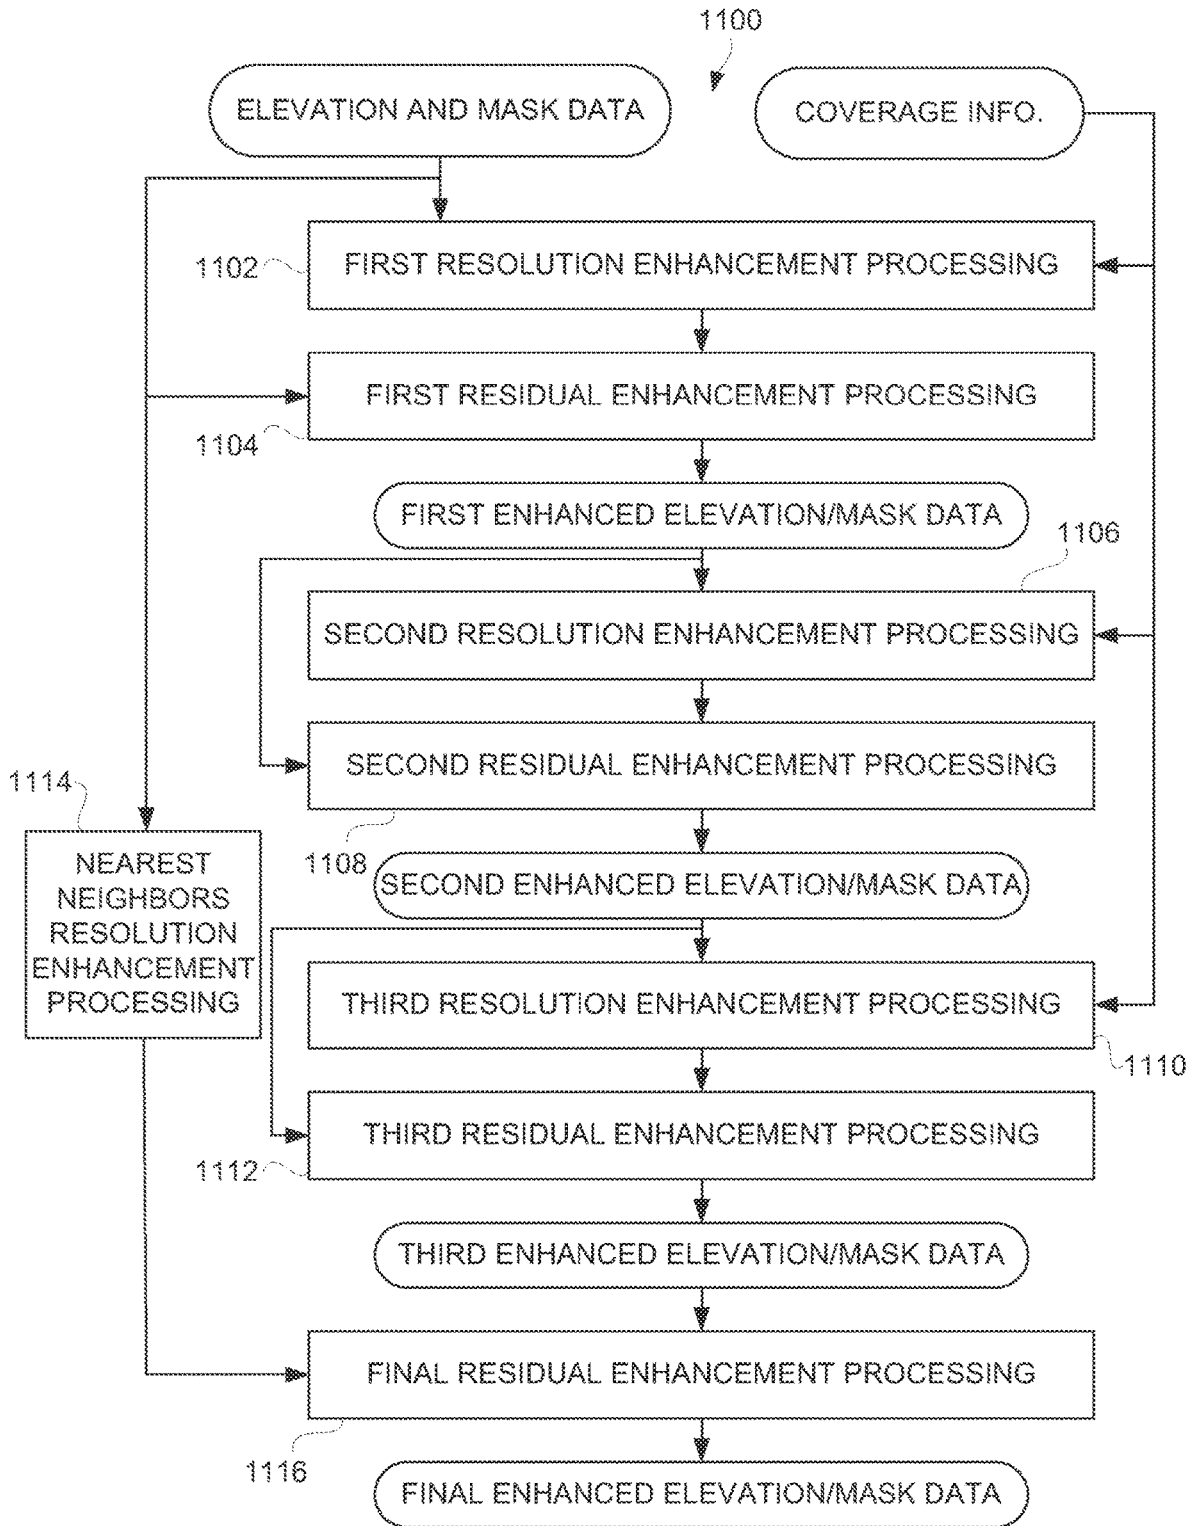 1100
ELEVATION AND MASK DATA
COVERAGE INFO.
1102
FIRST RESOLUTION ENHANCEMENT PROCESSING
FIRST RESIDUAL ENHANCEMENT PROCESSING
1104
FIRST ENHANCED ELEVATION/MASK DATA
1106
SECOND RESOLUTION ENHANCEMENT PROCESSING
SECOND RESIDUAL ENHANCEMENT PROCESSING
1114
1108
NEAREST
NEIGHBORS
RESOLUTION
ENHANCEMENT
PROCESSING
SECOND ENHANCED ELEVATION/MASK DATA
THIRD RESOLUTION ENHANCEMENT PROCESSING
1110
THIRD RESIDUAL ENHANCEMENT PROCESSING
1112
THIRD ENHANCED ELEVATION/MASK DATA
FINAL RESIDUAL ENHANCEMENT PROCESSING
1116
FINAL ENHANCED ELEVATION/MASK DATA